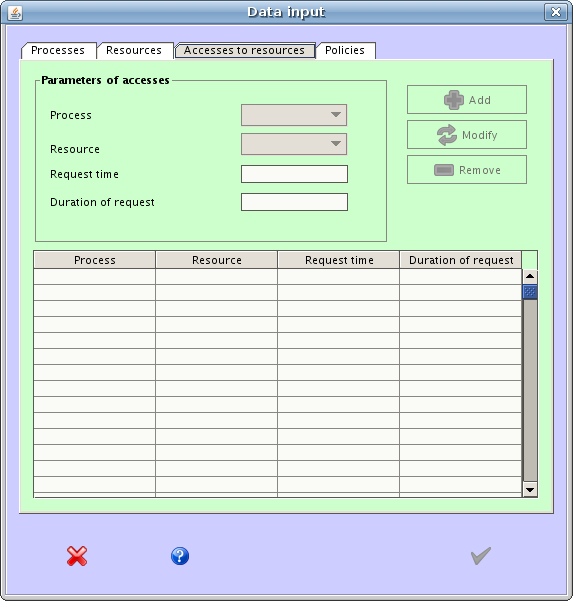 Data input
Processes Resources Accesses to resources Policies
Parameters of accesses
Process
Resource
Request time
Duration of request
Add
Modify
Remove
Process Resource Request time Duration of request
?